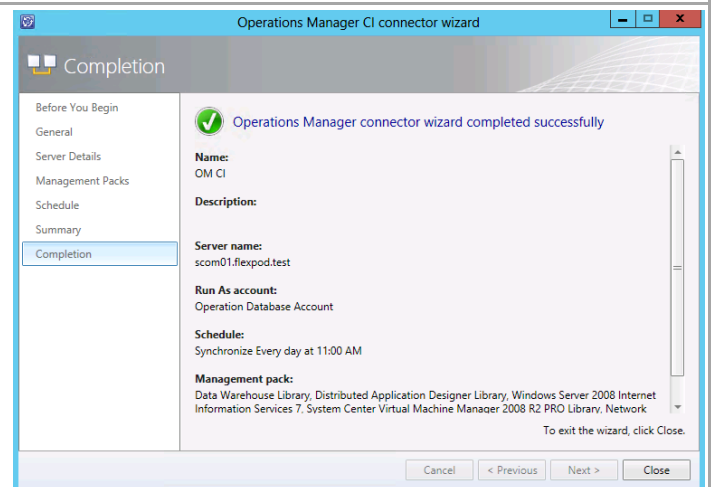 Operations Manager CI connector wizard
Completion
Before You Begin
General
Server Details
Management Packs
Schedule
Summary
Completion
Operations Manager connector wizard completed successfully
Name:
OM CI
Description:
Server name:
scom01.flexpod.test
Run As account:
Operation Database Account
Schedule:
Synchronize Every day at 11:00 AM
Management pack:
Data Warehouse Library, Distributed Application Designer Library, Windows Server 2008 Internet
Information Services 7, System Center Virtual Machine Manager 2008 R2 PRO Library, Network
To exit the wizard, click Close.
Cancel
< Previous
Next >
Close